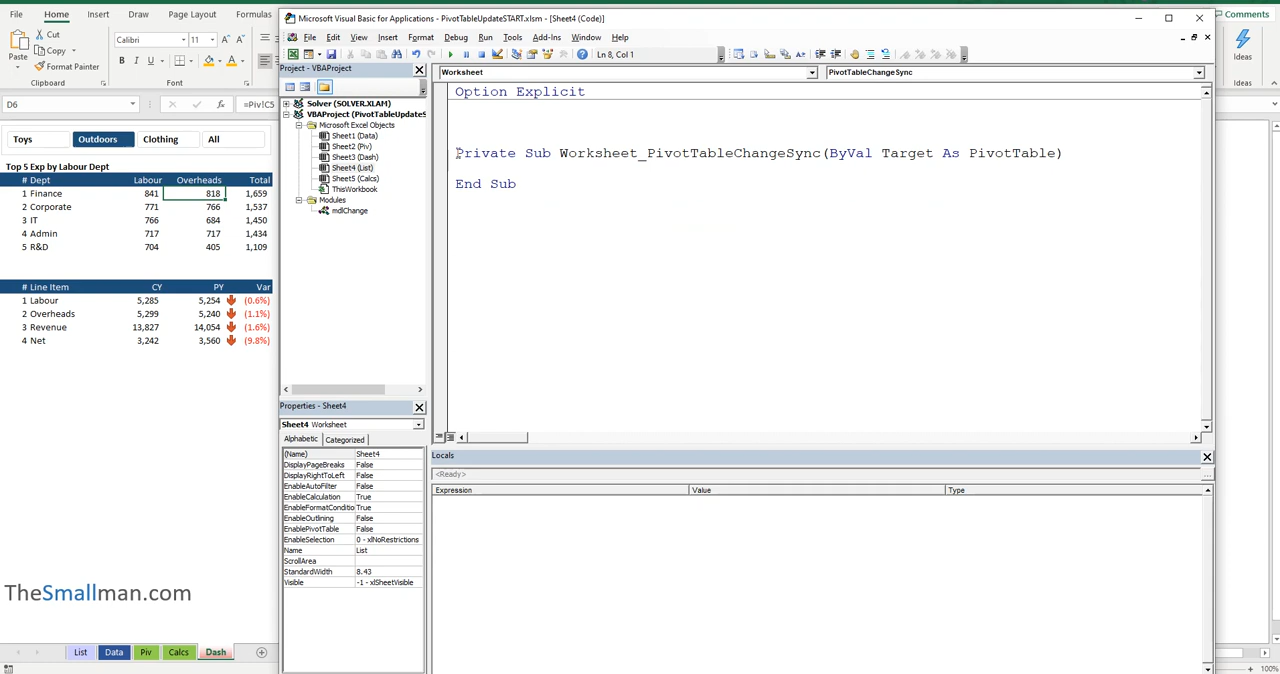 File Home Insert Draw Page Layout Formulas
Microsoft Visual Basic for Applications - PivotTableUpdateSTART.xlsm - [Sheet4 (Code)]
Comments
File Edit View Insert Format Debug Run Tools Add-Ins Window Help
Cut
Copy
Format Painter
Paste
Calibri 11
B I U
Clipboard Font
Ideas
Ideas
Ln 8, Col 1
Project - VBAProject
Worksheet PivotTableChangeSync
D6 fx =Piv!C5
Solver (SOLVER.XLAM)
VBAProject (PivotTableUpdateS
Microsoft Excel Objects
Sheet1 (Data)
Sheet2 (Piv)
Sheet3 (Dash)
Sheet4 (List)
Sheet5 (Calcs)
ThisWorkbook
Modules
mdlChange
Option Explicit
Private Sub Worksheet_PivotTableChangeSync(ByVal Target As PivotTable)
End Sub
Toys Outdoors Clothing All
Top 5 Exp by Labour Dept
# Dept Labour Overheads Total
1 Finance 841 818 1,659
2 Corporate 771 766 1,537
3 IT 766 684 1,450
4 Admin 717 717 1,434
5 R&D 704 405 1,109
# Line Item CY PY Var
1 Labour 5,285 5,254 (0.6%)
2 Overheads 5,299 5,240 (1.1%)
3 Revenue 13,827 14,054 (1.6%)
4 Net 3,242 3,560 (9.8%)
Properties - Sheet4
Sheet4 Worksheet
Alphabetic Categorized
(Name) Sheet4
DisplayPageBreaks False
DisplayRightToLeft False
EnableAutoFilter False
EnableCalculation True
EnableFormatConditio True
EnableOutlining False
EnablePivotTable False
EnableSelection 0 - xlNoRestrictions
Name List
ScrollArea
StandardWidth 8.43
Visible -1 - xlSheetVisible
Locals
<Ready>
Expression Value Type
TheSmallman.com
List Data Piv Calcs Dash
100%